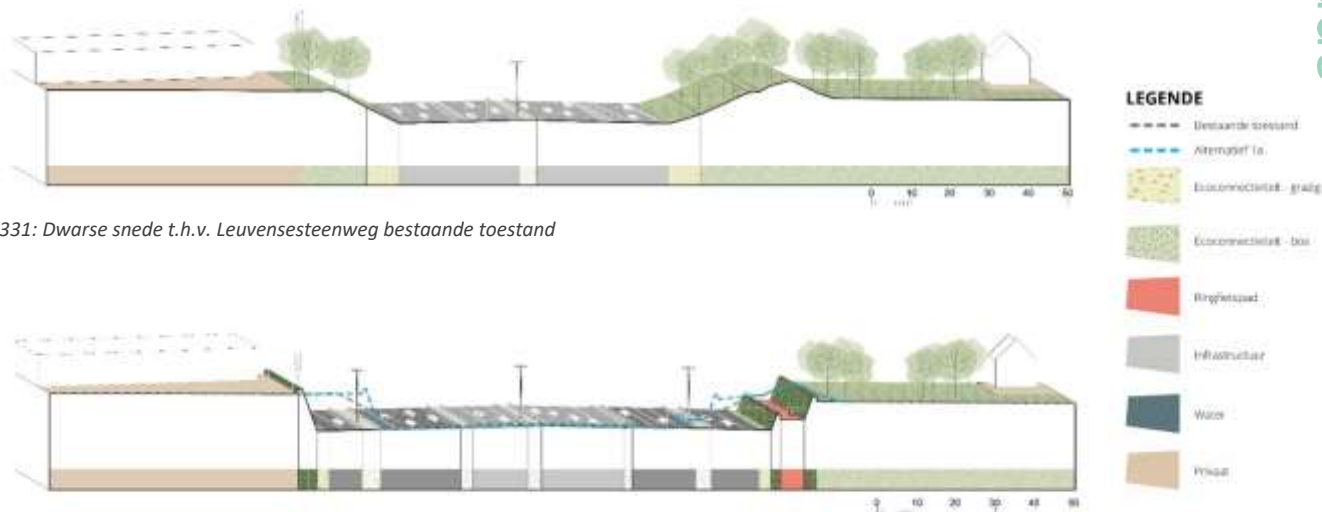 331: Dwarse snede t.h.v. Leuvensesteenweg bestaande toestand
0 10 20 30 40 50
0 10 20 30 40 50
LEGENDE
Bestaande toestand
Alternatief 1a
Ecoconnectiviteit - grazig
Ecoconnectiviteit - bos
Ringfietspad
Infrastructuur
Water
Privaat